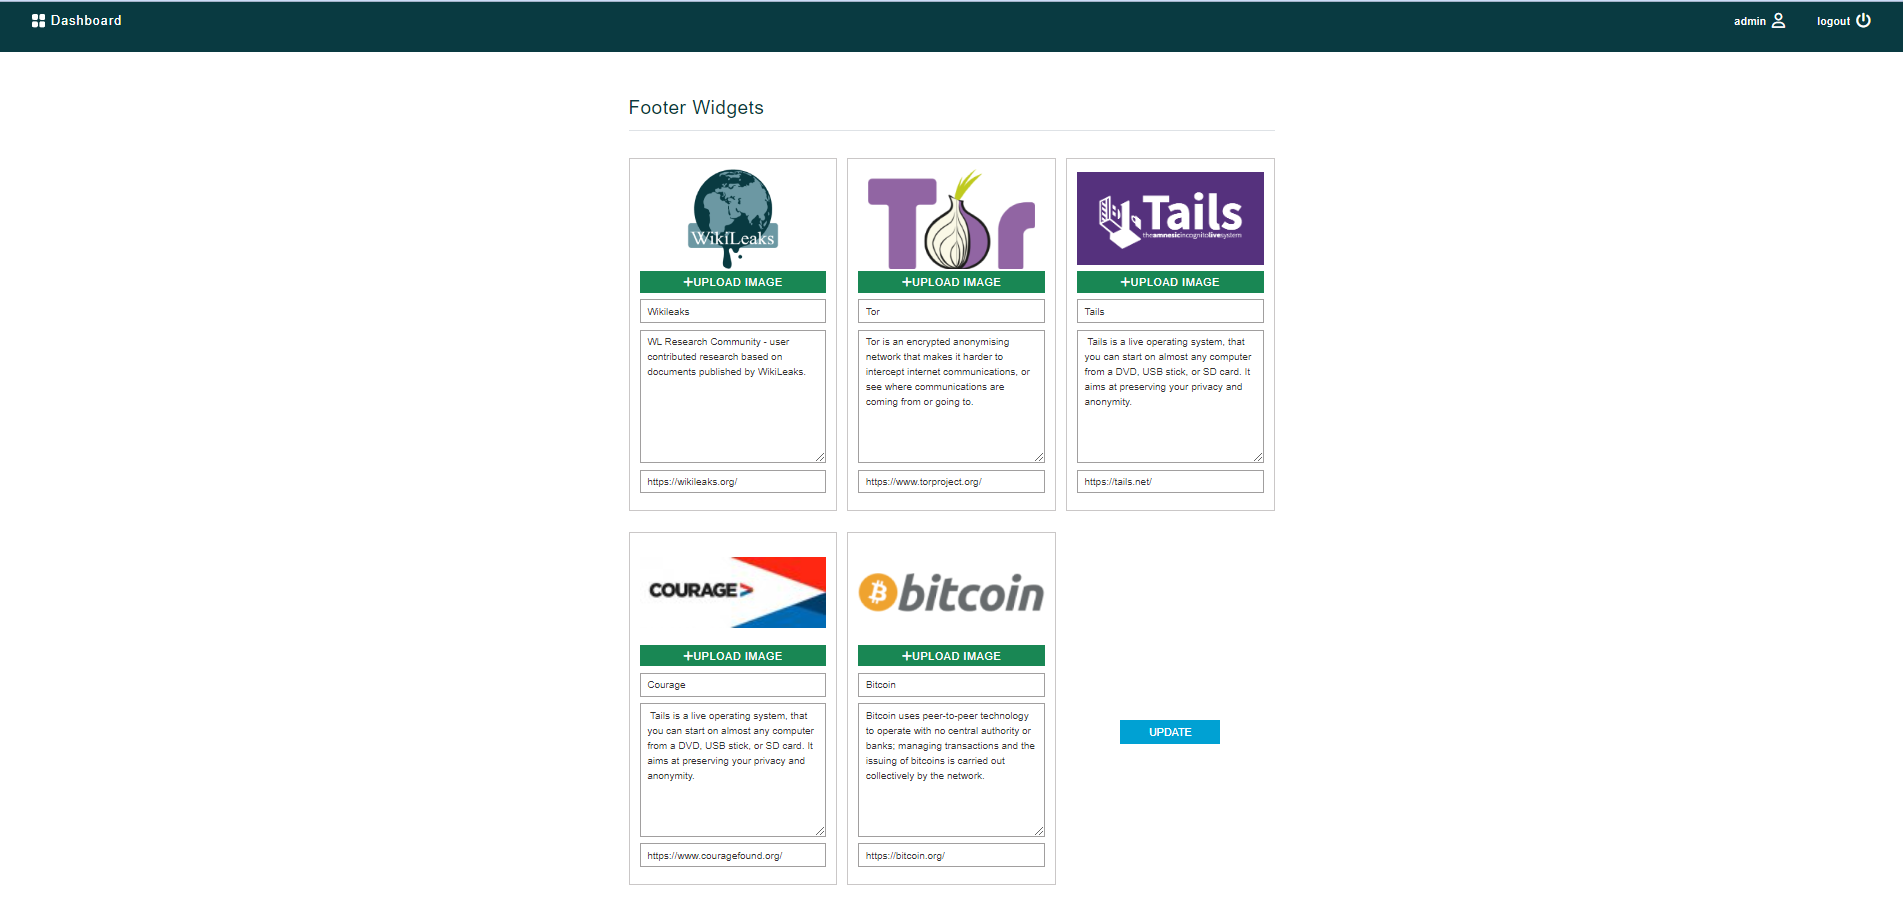 Dashboard
admin
logout
Footer Widgets
WikiLeaks
+UPLOAD IMAGE
Wikileaks
WL Research Community - user
contributed research based on
documents published by WikiLeaks.
https://wikileaks.org/
Tor
+UPLOAD IMAGE
Tor
Tor is an encrypted anonymising
network that makes it harder to
intercept internet communications, or
see where communications are
coming from or going to.
https://www.torproject.org/
Tails
theamnesicincognitolivesystem
+UPLOAD IMAGE
Tails
Tails is a live operating system, that
you can start on almost any computer
from a DVD, USB stick, or SD card. It
aims at preserving your privacy and
anonymity.
https://tails.net/
COURAGE>
+UPLOAD IMAGE
Courage
Tails is a live operating system, that
you can start on almost any computer
from a DVD, USB stick, or SD card. It
aims at preserving your privacy and
anonymity.
https://www.couragefound.org/
bitcoin
+UPLOAD IMAGE
Bitcoin
Bitcoin uses peer-to-peer technology
to operate with no central authority or
banks; managing transactions and the
issuing of bitcoins is carried out
collectively by the network.
https://bitcoin.org/
UPDATE